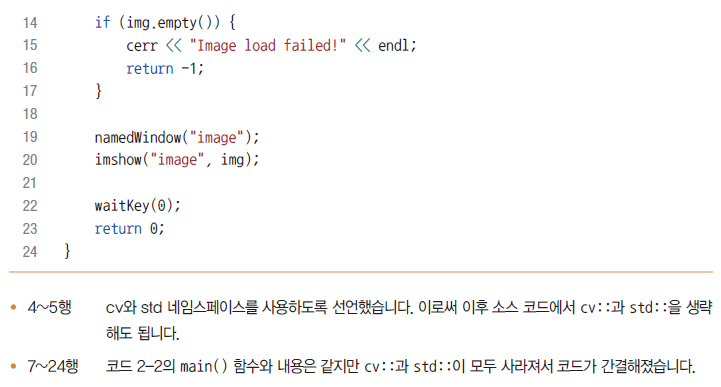 14 if (img.empty()) {
15 cerr << "Image load failed!" << endl;
16 return -1;
17 }
18
19 namedWindow("image");
20 imshow("image", img);
21
22 waitKey(0);
23 return 0;
24 }
• 4~5행 cv와 std 네임스페이스를 사용하도록 선언했습니다. 이로써 이후 소스 코드에서 cv::과 std::을 생략
해도 됩니다.
• 7~24행 코드 2-2의 main() 함수와 내용은 같지만 cv::과 std::이 모두 사라져서 코드가 간결해졌습니다.